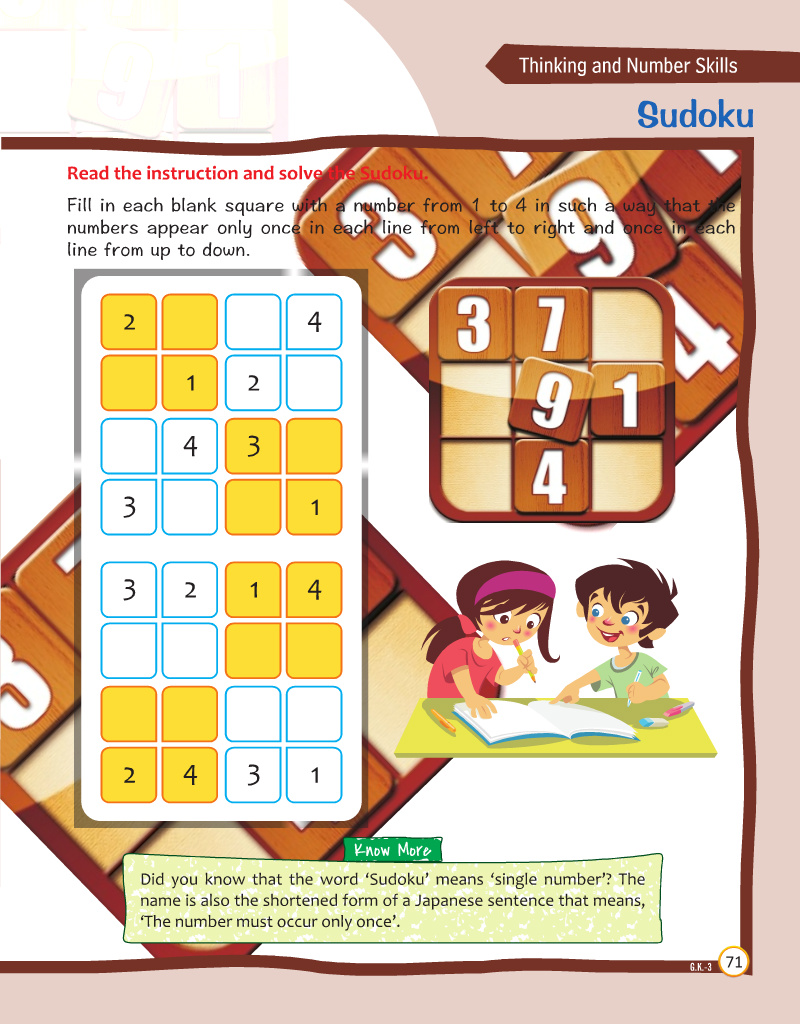 Thinking and Number Skills
Sudoku
Read the instruction and solve the Sudoku.
Fill in each blank square with a number from 1 to 4 in such a way that the
numbers appear only once in each line from left to right and once in each
line from up to down.
3 9
4
2 4
1 2
4 3
3 1
3 7
9 1
4
3 2 1 4
2 4 3 1
3
Know More
Did you know that the word ‘Sudoku’ means ‘single number’? The
name is also the shortened form of a Japanese sentence that means,
‘The number must occur only once’.
G.K.-3 71